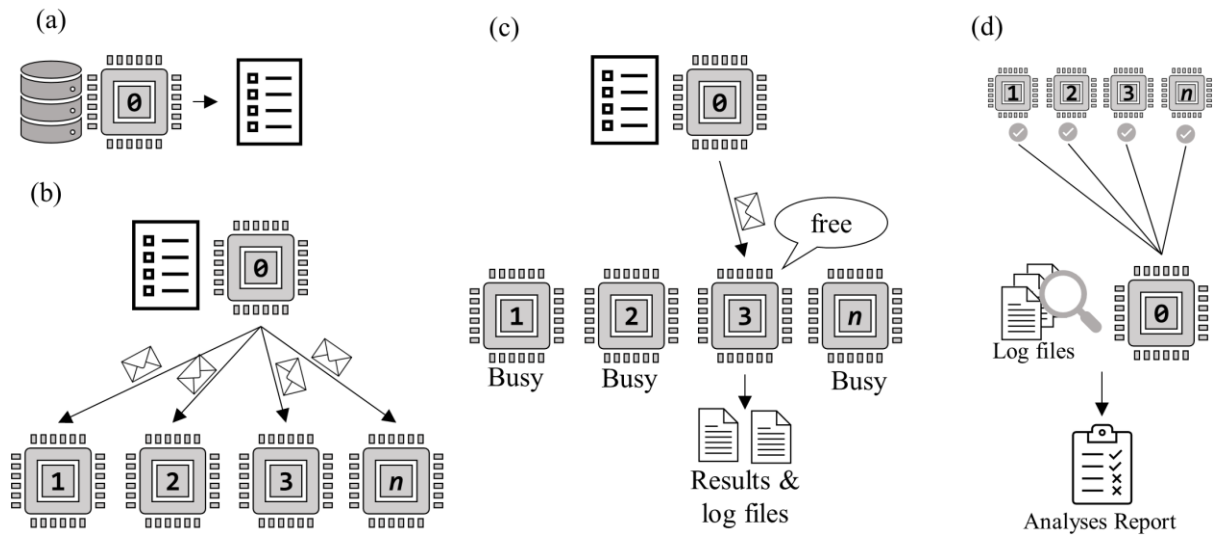 (a)
0
(b)
0
1 2 3 n
(c)
0
free
1 2 3 n
Busy Busy Busy
Results &
log files
(d)
1 2 3 n
0
Log files
Analyses Report